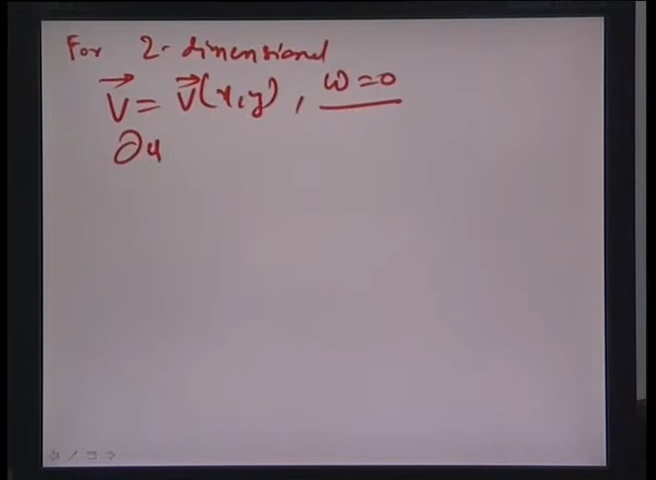 For 2-dimensional
V⃗ = V⃗(x,y), ω=0
∂u